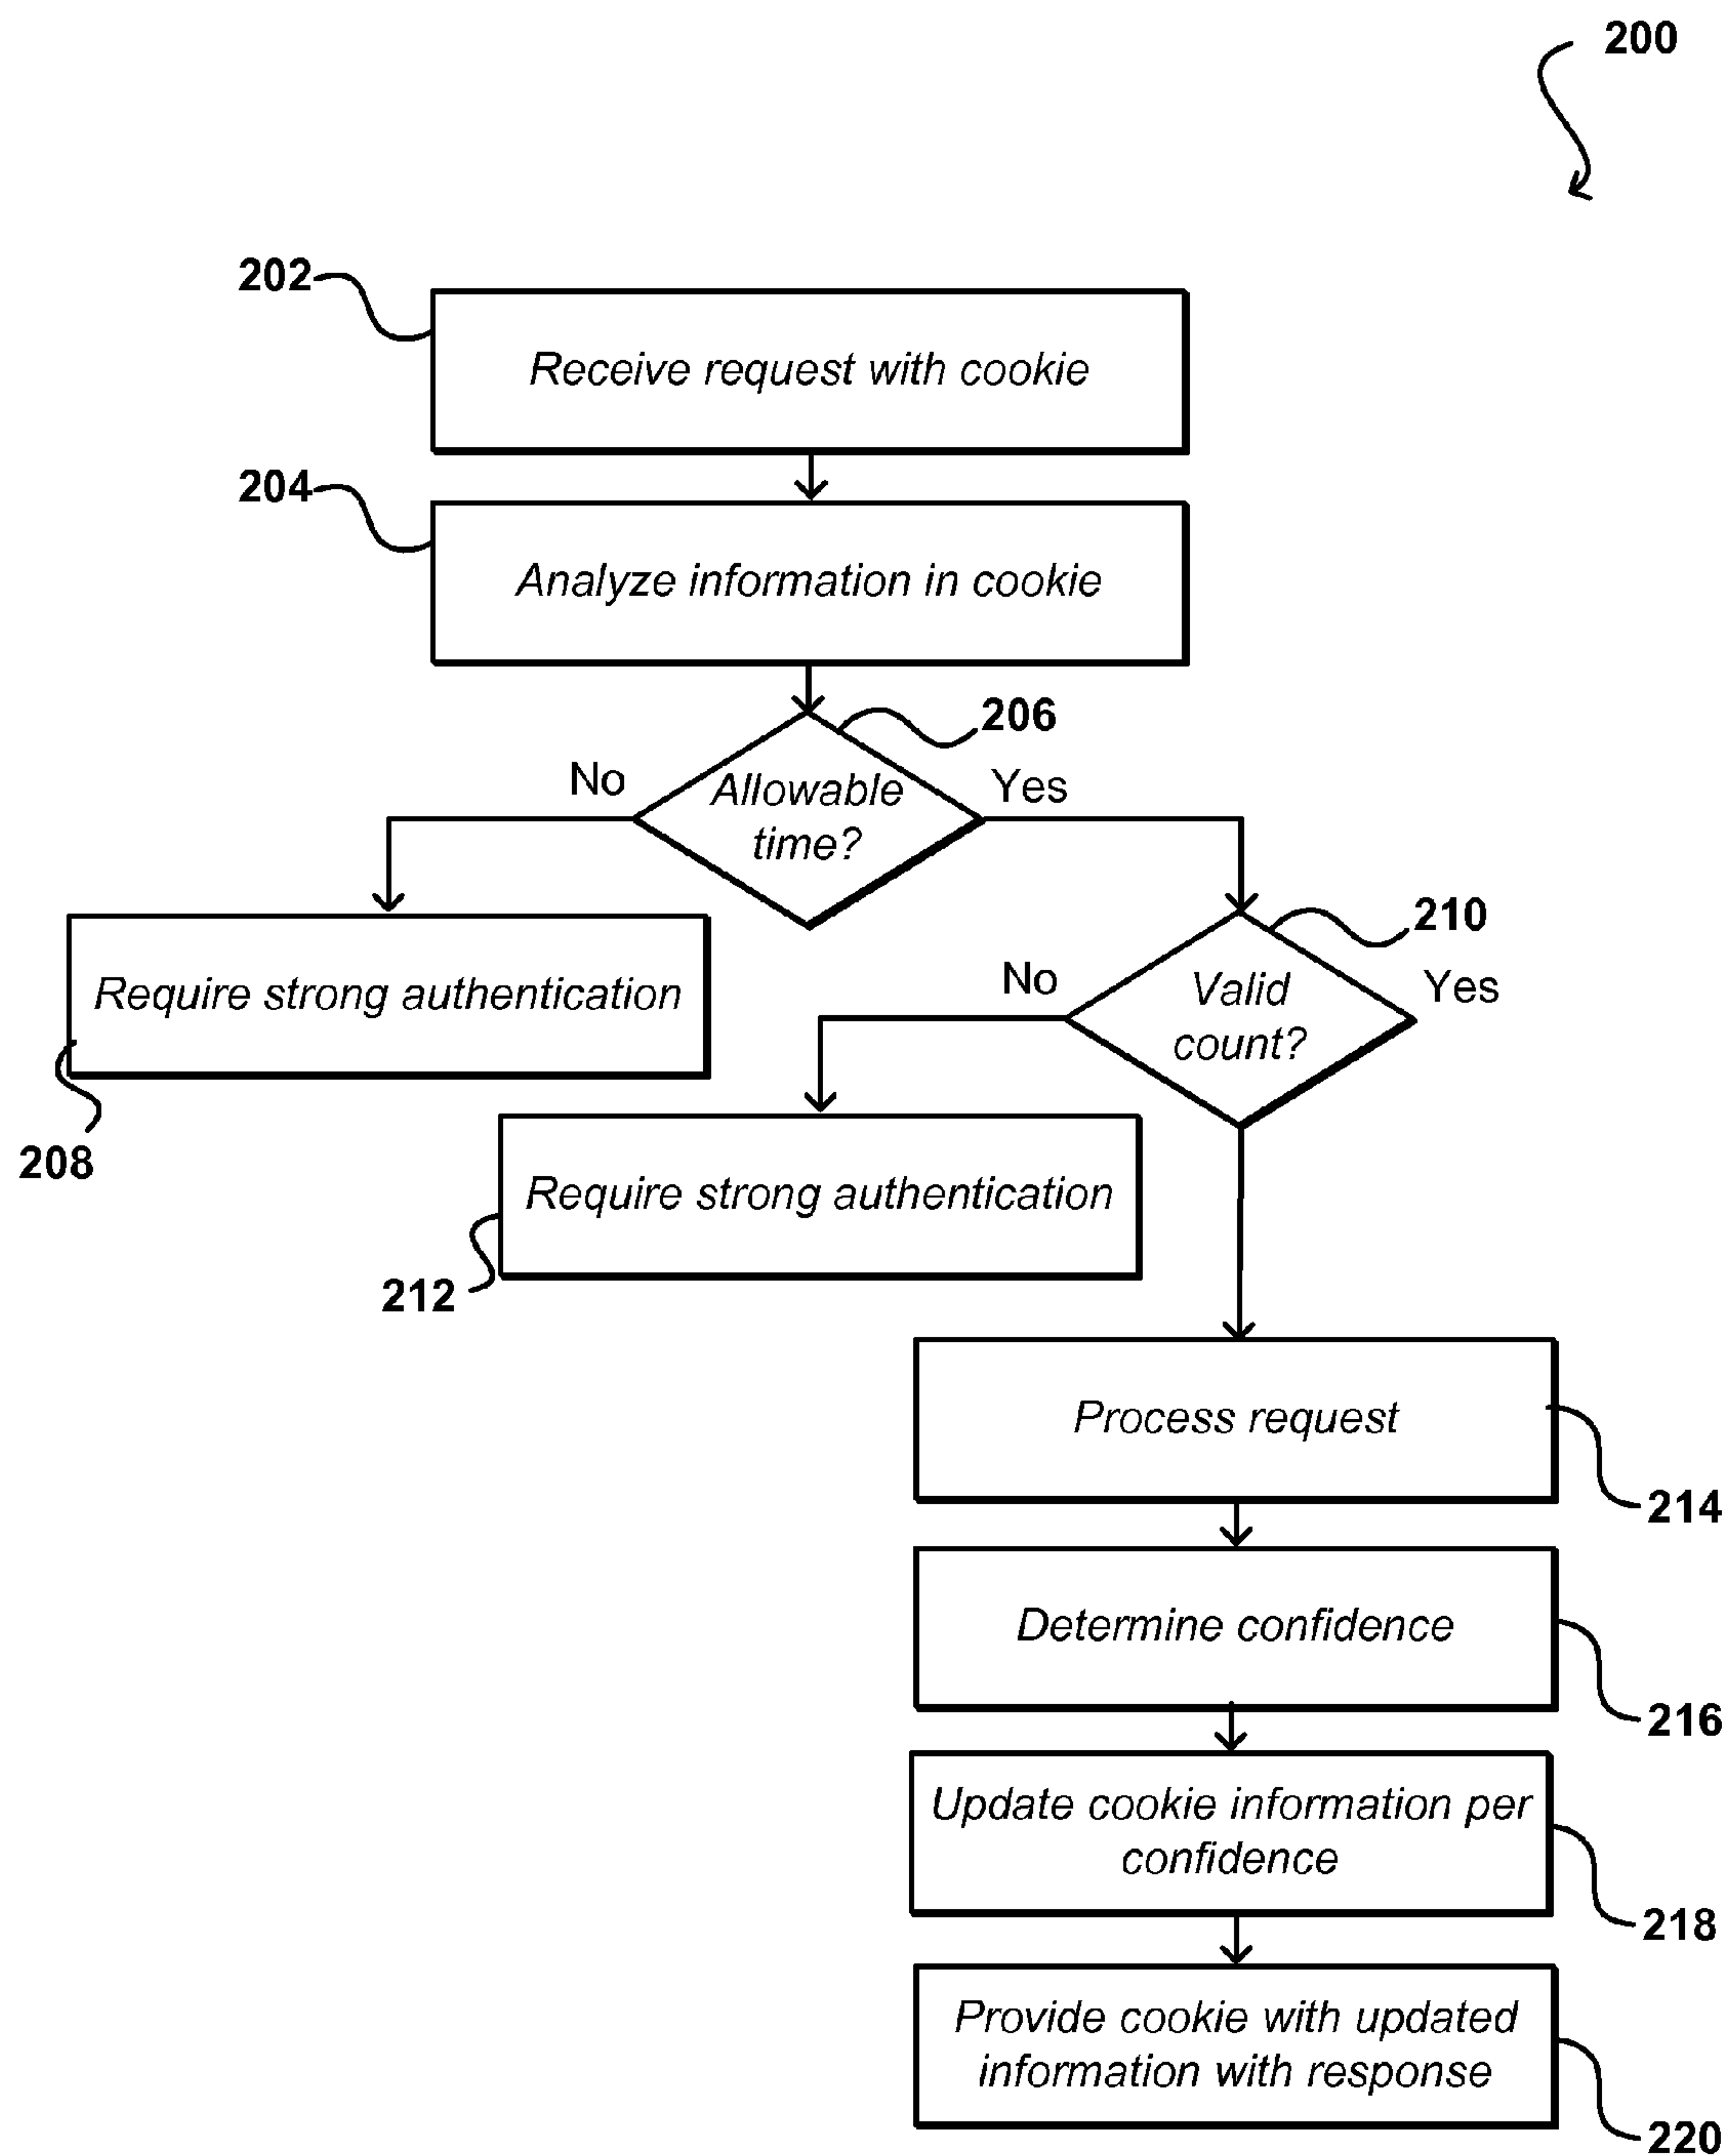 200
202
Receive request with cookie
204
Analyze information in cookie
206
No
Allowable
time?
Yes
210
Require strong authentication
208
No
Valid
count?
Yes
Require strong authentication
212
Process request
214
Determine confidence
216
Update cookie information per
confidence
218
Provide cookie with updated
information with response
220